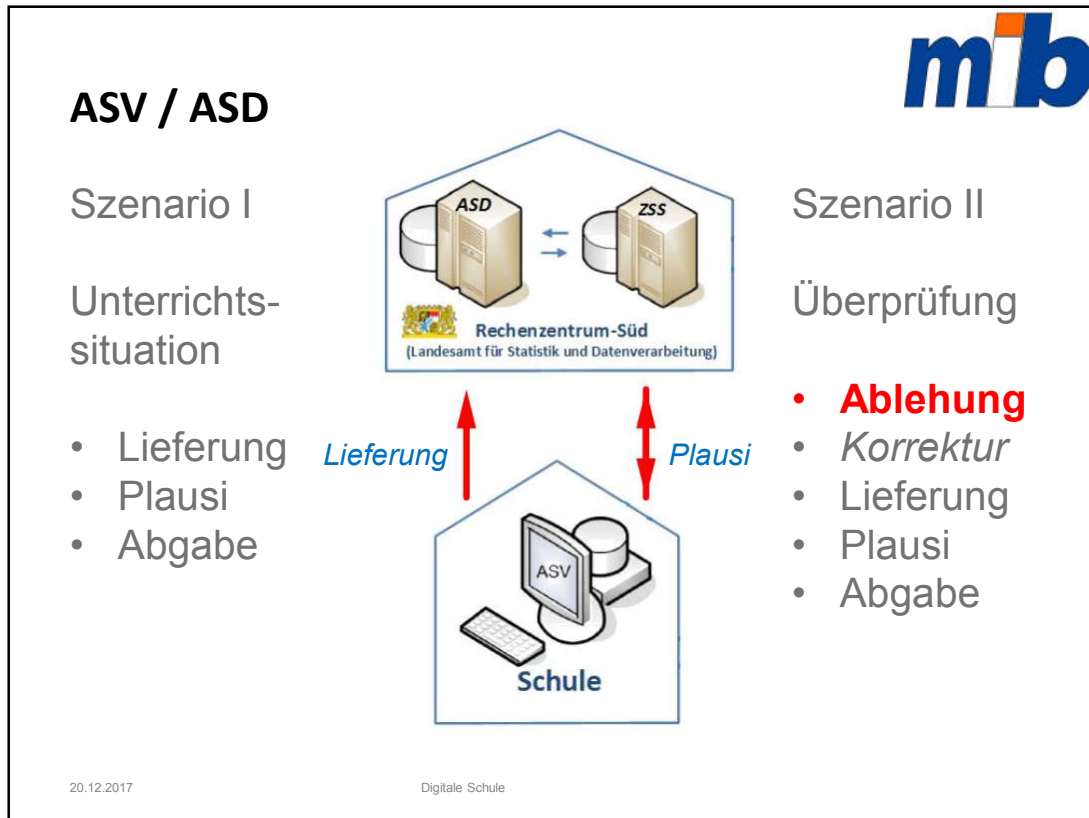 mib
ASV / ASD
Szenario I
Unterrichts-
situation
• Lieferung
• Plausi
• Abgabe
ASD
ZSS
Rechenzentrum-Süd
(Landesamt für Statistik und Datenverarbeitung)
Lieferung
Plausi
ASV
Schule
Szenario II
Überprüfung
• Ablehung
• Korrektur
• Lieferung
• Plausi
• Abgabe
20.12.2017
Digitale Schule